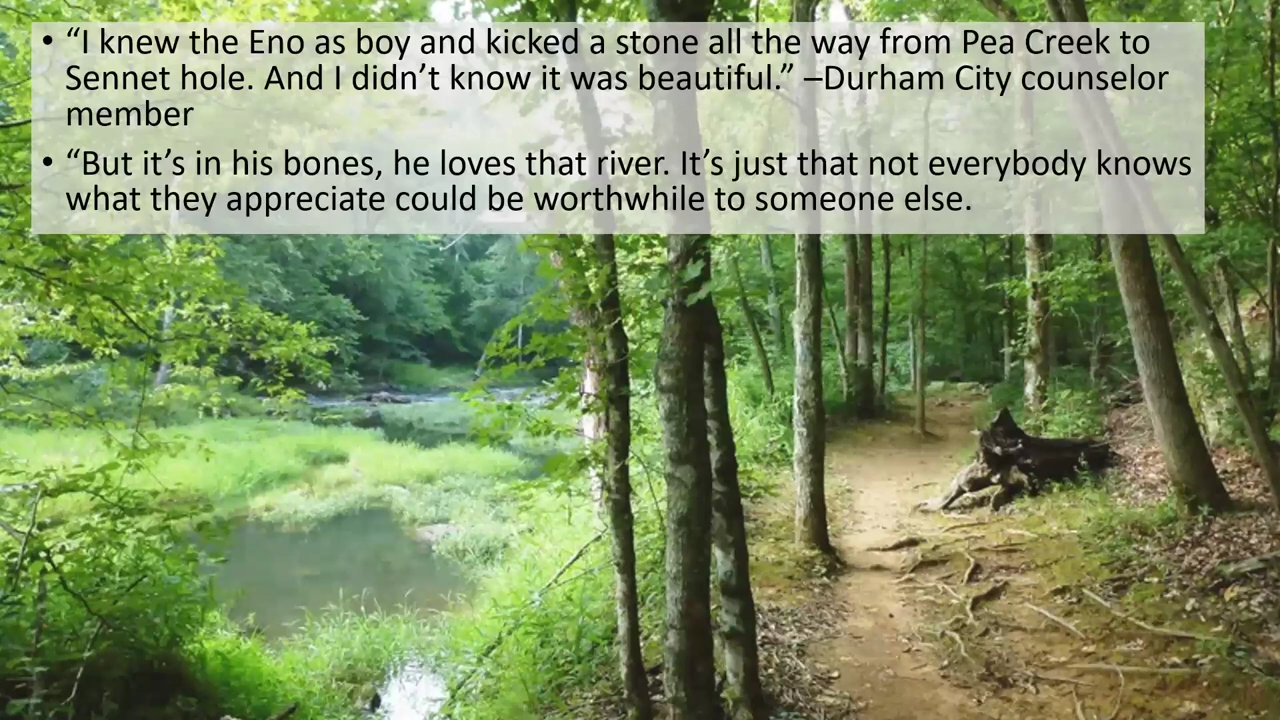 • “I knew the Eno as boy and kicked a stone all the way from Pea Creek to
Sennet hole. And I didn’t know it was beautiful.” –Durham City counselor
member
• “But it’s in his bones, he loves that river. It’s just that not everybody knows
what they appreciate could be worthwhile to someone else.